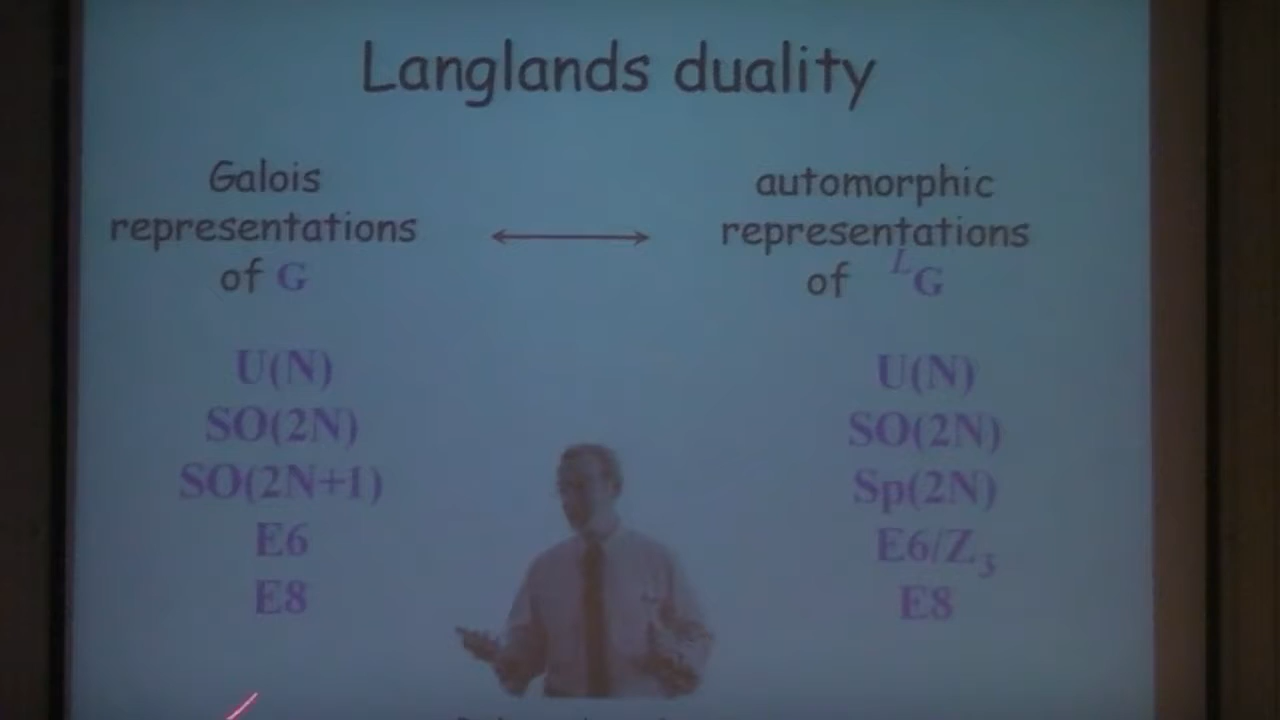 Langlands duality
Galois
representations
of G
automorphic
representations
of ᴸG
U(N)
SO(2N)
SO(2N+1)
E6
E8
U(N)
SO(2N)
Sp(2N)
E6/Z₃
E8